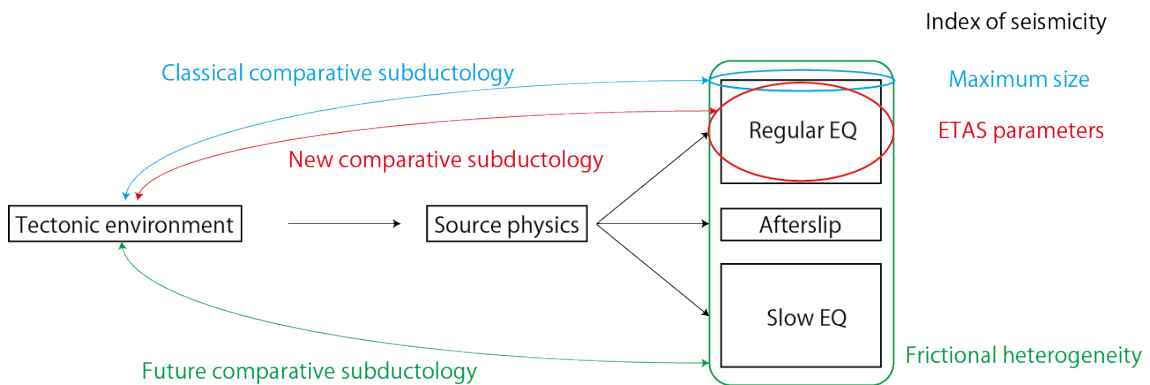 Index of seismicity
Classical comparative subductology
Maximum size
Regular EQ
ETAS parameters
New comparative subductology
Tectonic environment
Source physics
Afterslip
Slow EQ
Frictional heterogeneity
Future comparative subductology